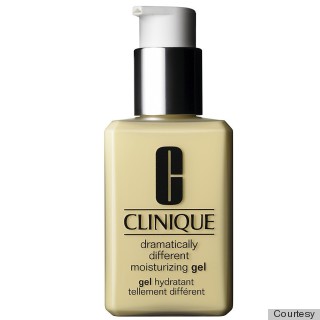 C
CLINIQUE
dramatically
different
moisturizing gel
gel hydratant
tellement différent
Courtesy